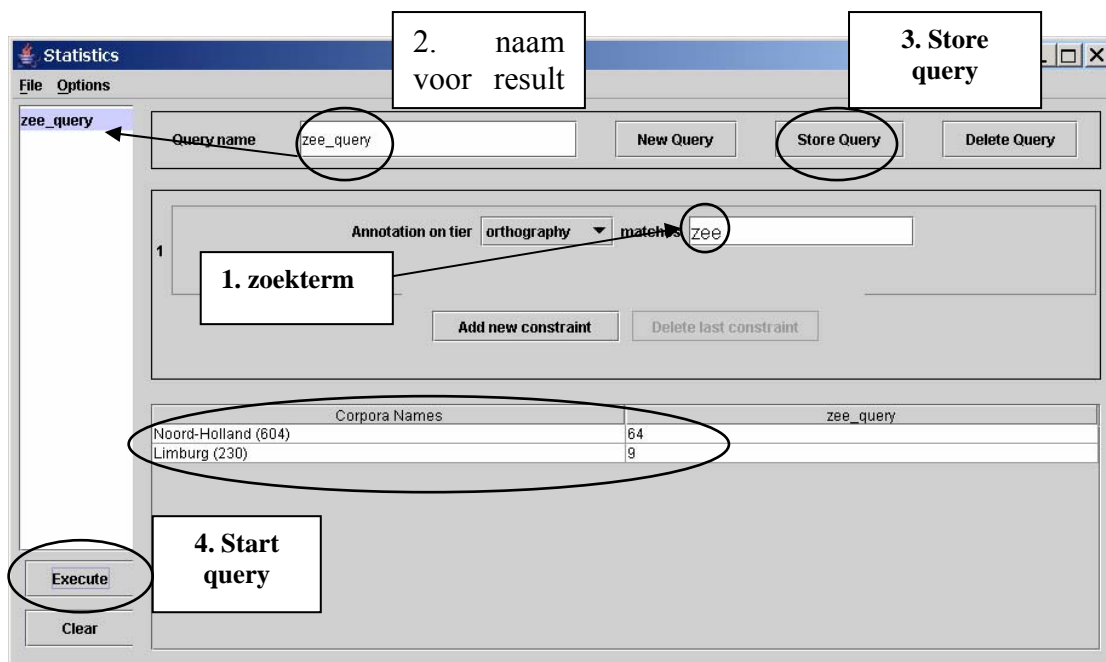 2. naam
voor result
3. Store
query
Statistics
File Options
zee_query
Query name zee_query New Query Store Query Delete Query
1
Annotation on tier orthography matches zee
1. zoekterm
Add new constraint Delete last constraint
Corpora Names zee_query
Noord-Holland (604) 64
Limburg (230) 9
4. Start
query
Execute
Clear